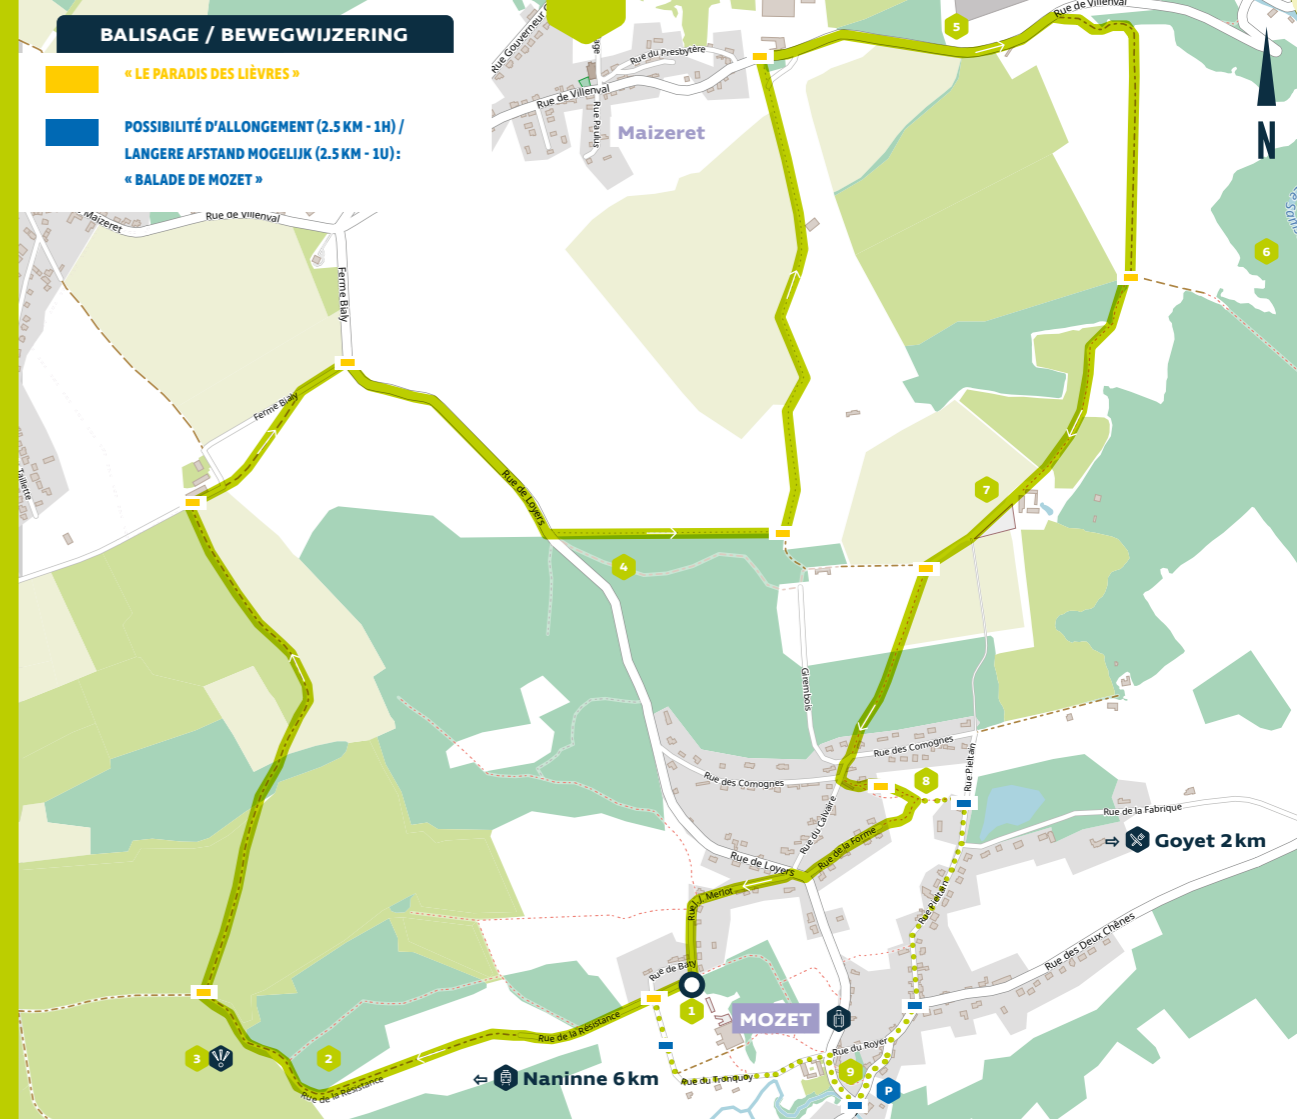 BALISAGE / BEWEGWIJZERING
« LE PARADIS DES LIÈVRES »
POSSIBILITÉ D'ALLONGEMENT (2.5 KM - 1H) /
LANGERE AFSTAND MOGELIJK (2.5 KM - 1U) :
« BALADE DE MOZET »
Rue Gouverneur
Rue du Presbytère
Rue de Villenval
Rue Paulus
Maizeret
5
Rue de Villenval
N
6
Maizeret
Rue de Villenval
Ferme Bialy
Ferme Bialy
Taillette
Rue de Loyers
4
7
Girembois
Rue des Comognes
Rue des Comognes
Rue Pieltain
8
Rue du Calvaire
Rue de la Forme
Rue de Loyers
Rue J. Merlot
Rue de la Fabrique
Goyet 2 km
Rue Pieltain
Rue des Deux Chênes
Rue de Baty
1
MOZET
Rue de la Résistance
3
2
Rue de la Résistance
Naninne 6 km
Rue du Tronquoy
Rue du Royer
9
P